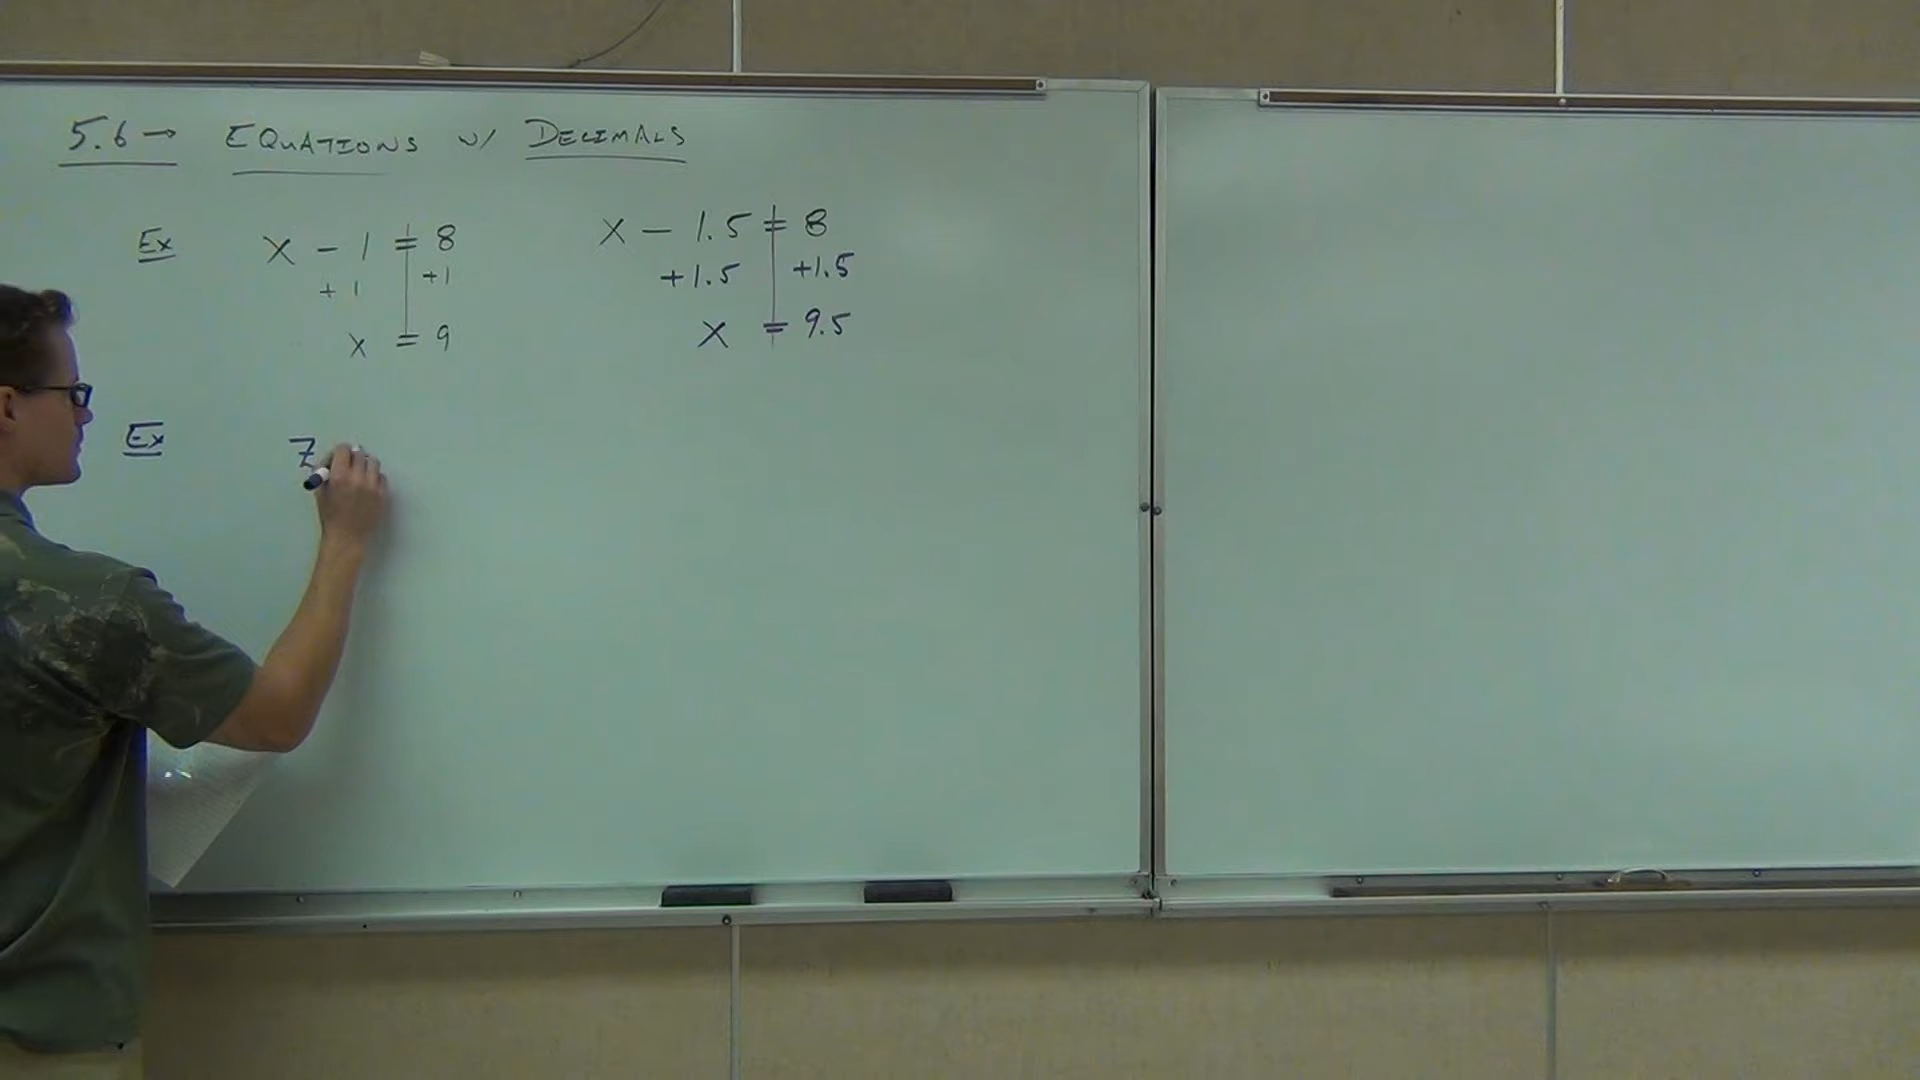 5.6 → EQUATIONS w/ DECIMALS
Ex x - 1 = 8
+ 1 +1
x = 9
x - 1.5 = 8
+1.5 +1.5
x = 9.5
Ex z